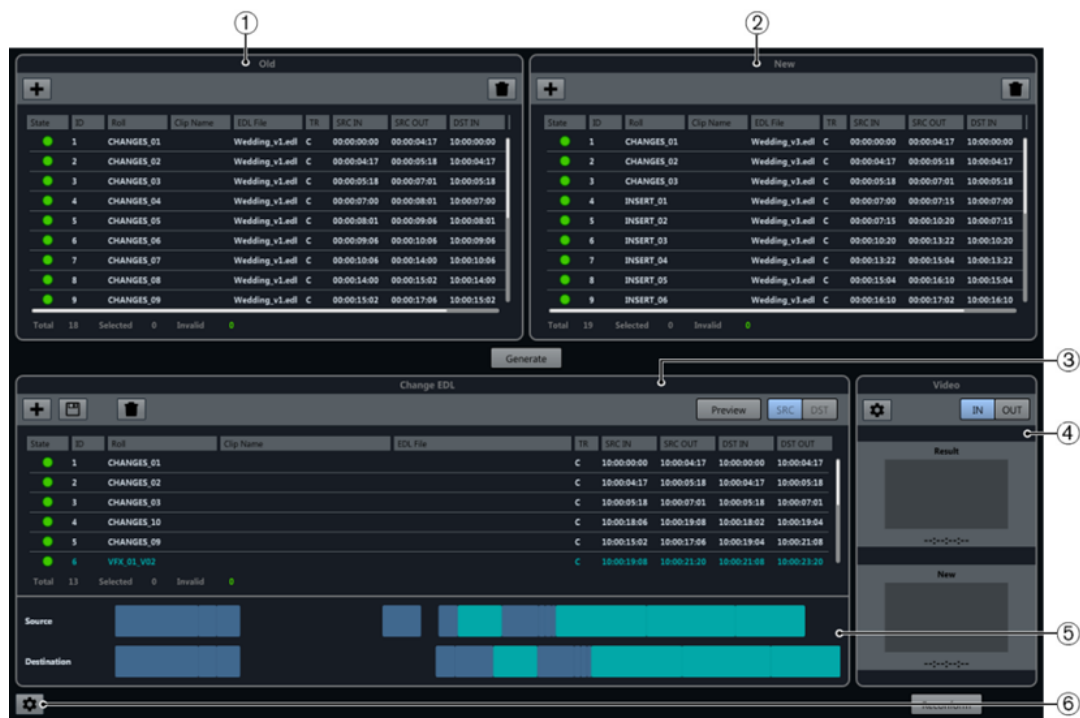 1 2
Old
State ID Roll Clip Name EDL File TR SRC IN SRC OUT DST IN
1 CHANGES_01 Wedding_v1.edl C 00:00:00:00 00:00:04:17 10:00:00:00
2 CHANGES_02 Wedding_v1.edl C 00:00:04:17 00:00:05:18 10:00:04:17
3 CHANGES_03 Wedding_v1.edl C 00:00:05:18 00:00:07:01 10:00:05:18
4 CHANGES_04 Wedding_v1.edl C 00:00:07:00 00:00:08:01 10:00:07:00
5 CHANGES_05 Wedding_v1.edl C 00:00:08:01 00:00:09:06 10:00:08:01
6 CHANGES_06 Wedding_v1.edl C 00:00:09:06 00:00:10:06 10:00:09:06
7 CHANGES_07 Wedding_v1.edl C 00:00:10:06 00:00:14:00 10:00:10:06
8 CHANGES_08 Wedding_v1.edl C 00:00:14:00 00:00:15:02 10:00:14:00
9 CHANGES_09 Wedding_v1.edl C 00:00:15:02 00:00:17:06 10:00:15:02
Total 18 Selected 0 Invalid 0
New
State ID Roll Clip Name EDL File TR SRC IN SRC OUT DST IN
1 CHANGES_01 Wedding_v3.edl C 00:00:00:00 00:00:04:17 10:00:00:00
2 CHANGES_02 Wedding_v3.edl C 00:00:04:17 00:00:05:18 10:00:04:17
3 CHANGES_03 Wedding_v3.edl C 00:00:05:18 00:00:07:01 10:00:05:18
4 INSERT_01 Wedding_v3.edl C 00:00:07:00 00:00:07:15 10:00:07:00
5 INSERT_02 Wedding_v3.edl C 00:00:07:15 00:00:10:20 10:00:07:15
6 INSERT_03 Wedding_v3.edl C 00:00:10:20 00:00:13:22 10:00:10:20
7 INSERT_04 Wedding_v3.edl C 00:00:13:22 00:00:15:04 10:00:13:22
8 INSERT_05 Wedding_v3.edl C 00:00:15:04 00:00:16:10 10:00:15:04
9 INSERT_06 Wedding_v3.edl C 00:00:16:10 00:00:17:02 10:00:16:10
Total 19 Selected 0 Invalid 0
Generate
3
Change EDL
Preview SRC DST
State ID Roll Clip Name EDL File TR SRC IN SRC OUT DST IN DST OUT
1 CHANGES_01 C 10:00:00:00 10:00:04:17 10:00:00:00 10:00:04:17
2 CHANGES_02 C 10:00:04:17 10:00:05:18 10:00:04:17 10:00:05:18
3 CHANGES_03 C 10:00:05:18 10:00:07:01 10:00:05:18 10:00:07:01
4 CHANGES_10 C 10:00:18:06 10:00:19:08 10:00:18:02 10:00:19:04
5 CHANGES_09 C 10:00:15:02 10:00:17:06 10:00:19:04 10:00:21:08
6 VFX_01_V02 C 10:00:19:08 10:00:21:20 10:00:21:08 10:00:23:20
Total 13 Selected 0 Invalid 0
Source
Destination
Video
IN OUT
4
Result
--:--:--:--
New
--:--:--:--
5
Reconform
6